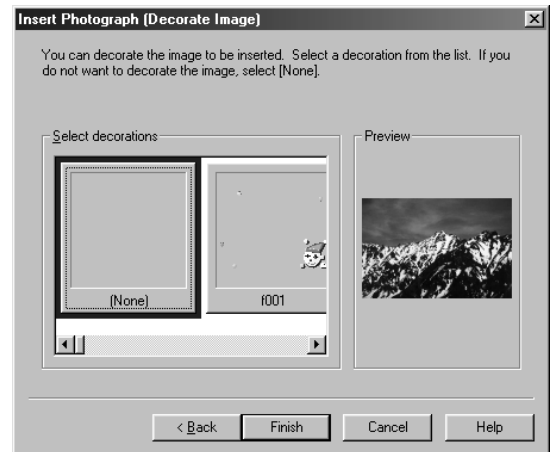 Insert Photograph (Decorate Image)
You can decorate the image to be inserted. Select a decoration from the list. If you
do not want to decorate the image, select [None].
Select decorations
Preview
(None)
f001
< Back
Finish
Cancel
Help